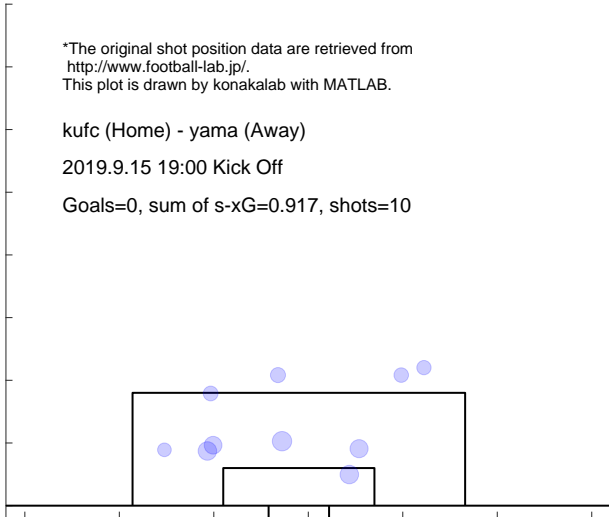 *The original shot position data are retrieved from
http://www.football-lab.jp/.
This plot is drawn by konakalab with MATLAB.
kufc (Home) - yama (Away)
2019.9.15 19:00 Kick Off
Goals=0, sum of s-xG=0.917, shots=10